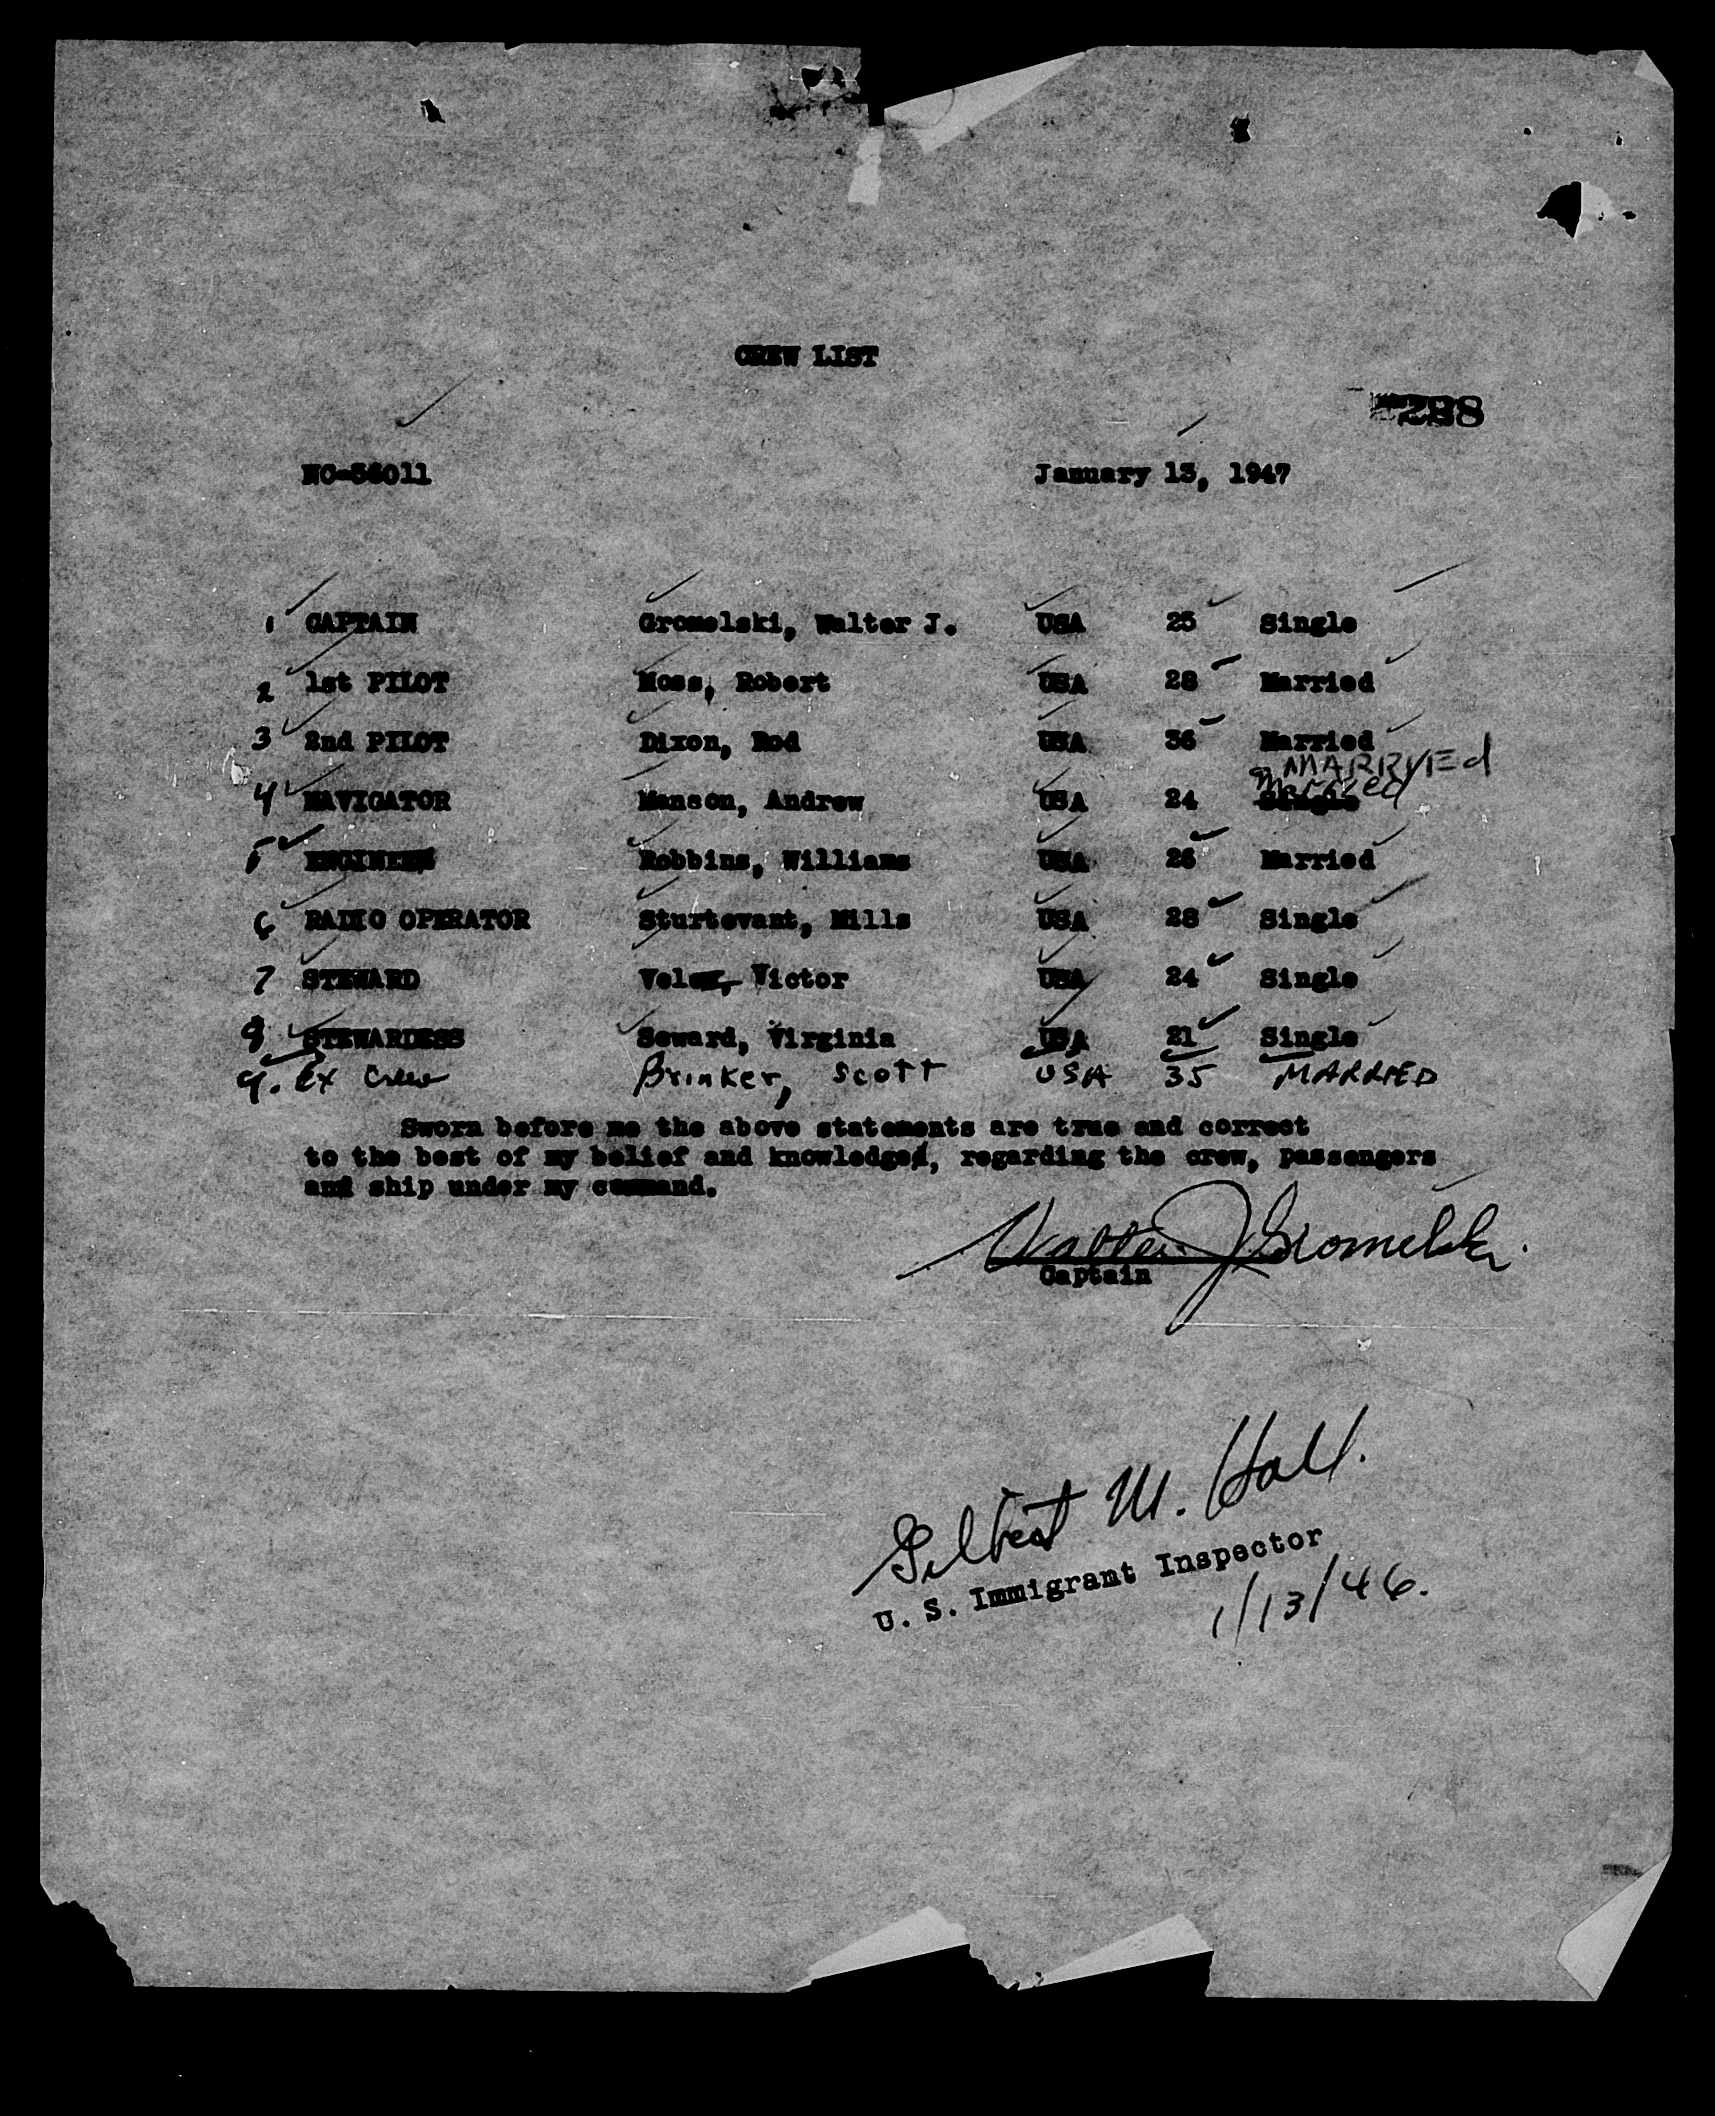 CREW LIST
288
NC-36011 January 13, 1947
1 CAPTAIN Gromelski, Walter J. USA 25 Single
2 1st PILOT Moss, Robert USA 28 Married
3 2nd PILOT Dixon, Rod USA 36 Married
MARRYED
4 NAVIGATOR Manson, Andrew USA 24 Single Married
5 ENGINEER Robbins, Williams USA 26 Married
6 RADIO OPERATOR Sturtevant, Mills USA 28 Single
7 STEWARD Victor USA 24 Single
8 STEWARDESS Seward, Virginia USA 21 Single
9. Ex Crew Brinker, Scott USA 35 MARRIED
Sworn before me the above statements are true and correct
to the best of my belief and knowledge, regarding the crew, passengers
and ship under my command.
Walter J Gromelski.
Captain
Gilbert M. Hall.
U. S. Immigrant Inspector
1/13/46.